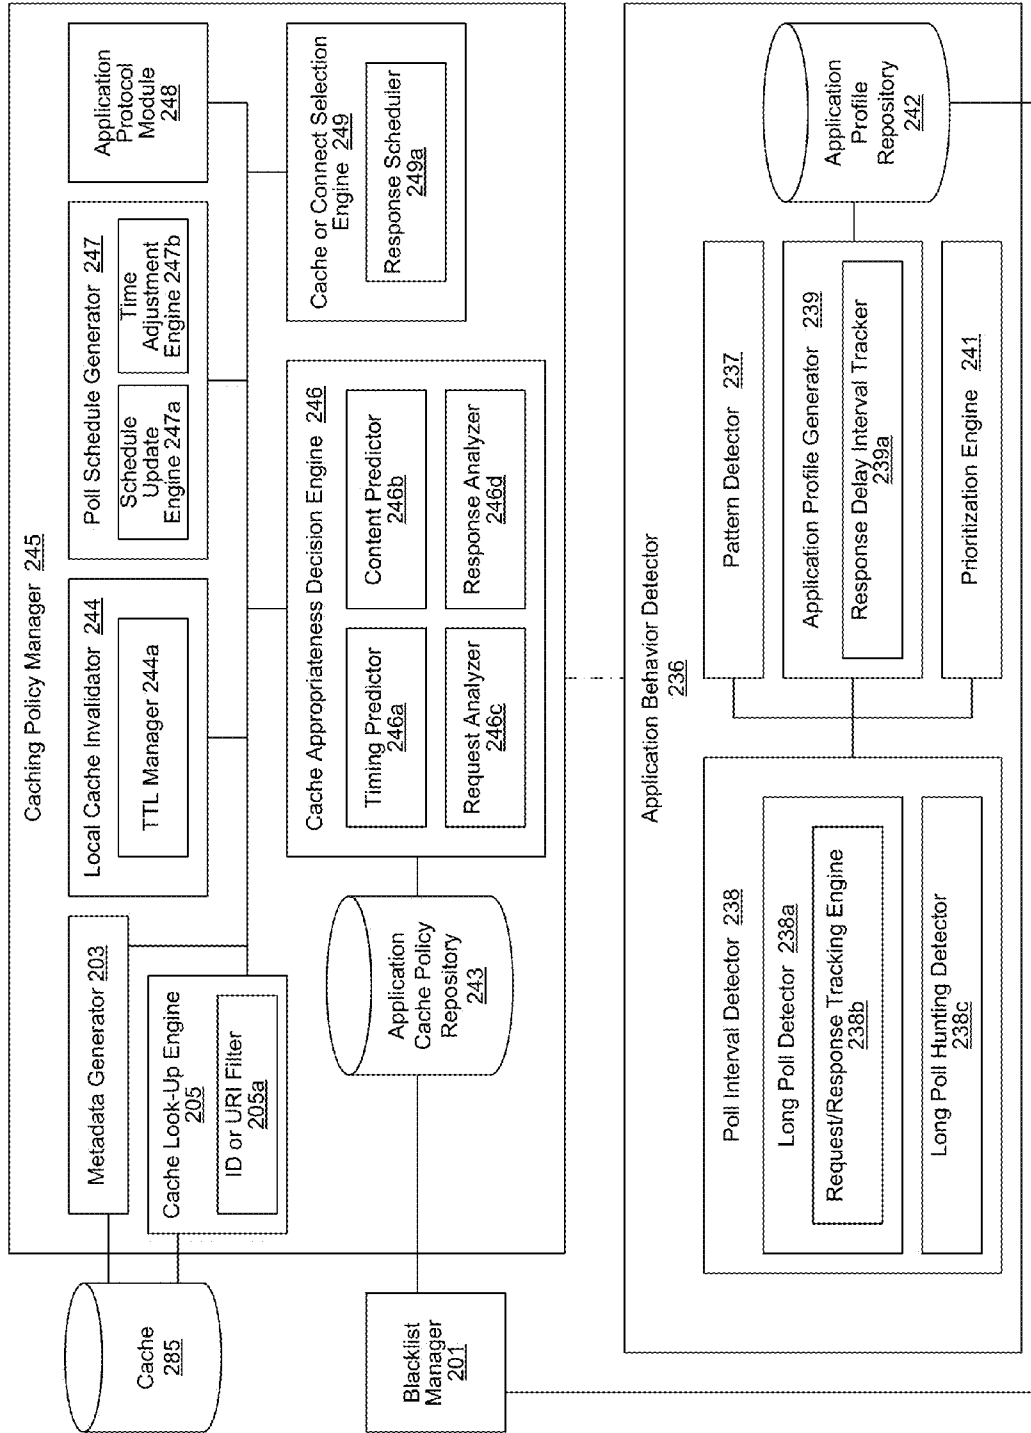 Caching Policy Manager 245
Cache
285
Metadata Generator 203
Cache Look-Up Engine
205
ID or URI Filter
205a
Local Cache Invalidator 244
TTL Manager 244a
Poll Schedule Generator 247
Schedule
Update
Engine 247a
Time
Adjustment
Engine 247b
Application
Protocol
Module
248
Blacklist
Manager
201
Application
Cache Policy
Repository
243
Cache Appropriateness Decision Engine 246
Timing Predictor
246a
Content Predictor
246b
Request Analyzer
246c
Response Analyzer
246d
Cache or Connect Selection
Engine 249
Response Scheduler
249a
Application Behavior Detector
236
Poll Interval Detector 238
Long Poll Detector 238a
Request/Response Tracking Engine
238b
Long Poll Hunting Detector
238c
Pattern Detector 237
Application Profile Generator 239
Response Delay Interval Tracker
239a
Prioritization Engine 241
Application
Profile
Repository
242